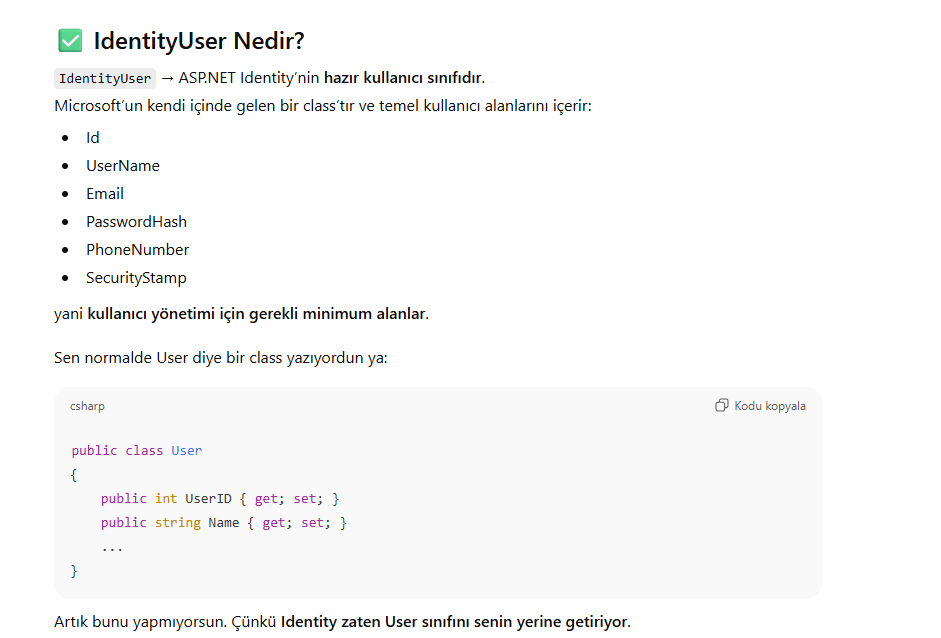 ✅ IdentityUser Nedir?
IdentityUser → ASP.NET Identity’nin hazır kullanıcı sınıfıdır.
Microsoft’un kendi içinde gelen bir class’tır ve temel kullanıcı alanlarını içerir:
• Id
• UserName
• Email
• PasswordHash
• PhoneNumber
• SecurityStamp
yani kullanıcı yönetimi için gerekli minimum alanlar.
Sen normalde User diye bir class yazıyordun ya:
csharp
Kodu kopyala
public class User
{
    public int UserID { get; set; }
    public string Name { get; set; }
    ...
}
Artık bunu yapmıyorsun. Çünkü Identity zaten User sınıfını senin yerine getiriyor.